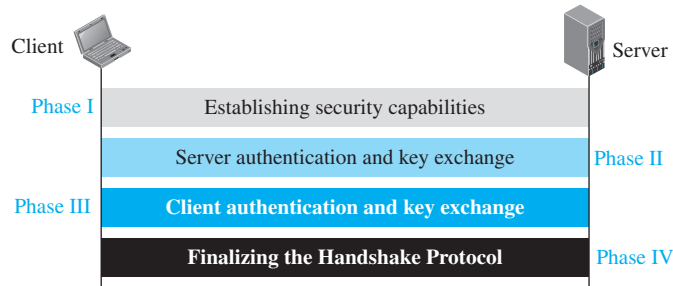 Client
Server
Phase I
Establishing security capabilities
Server authentication and key exchange
Phase II
Phase III
Client authentication and key exchange
Finalizing the Handshake Protocol
Phase IV